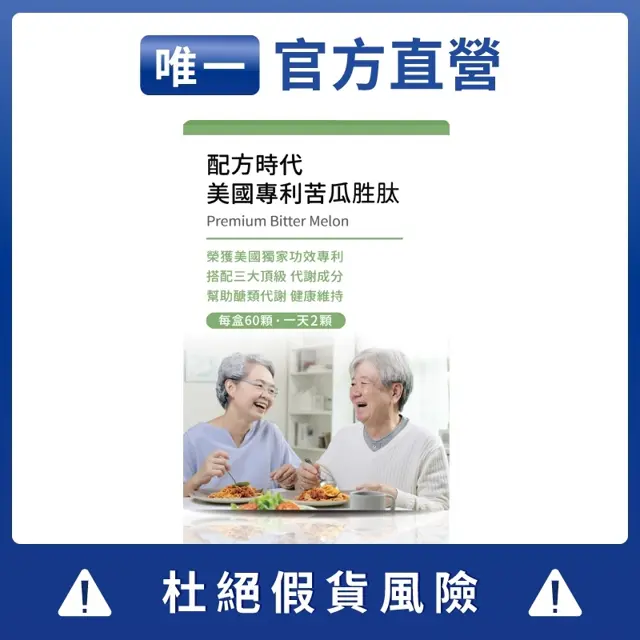 唯一 官方直營
配方時代
美國專利苦瓜胜肽
Premium Bitter Melon
榮獲美國獨家功效專利
搭配三大頂級 代謝成分
幫助醣類代謝 健康維持
每盒60顆・一天2顆
杜絕假貨風險